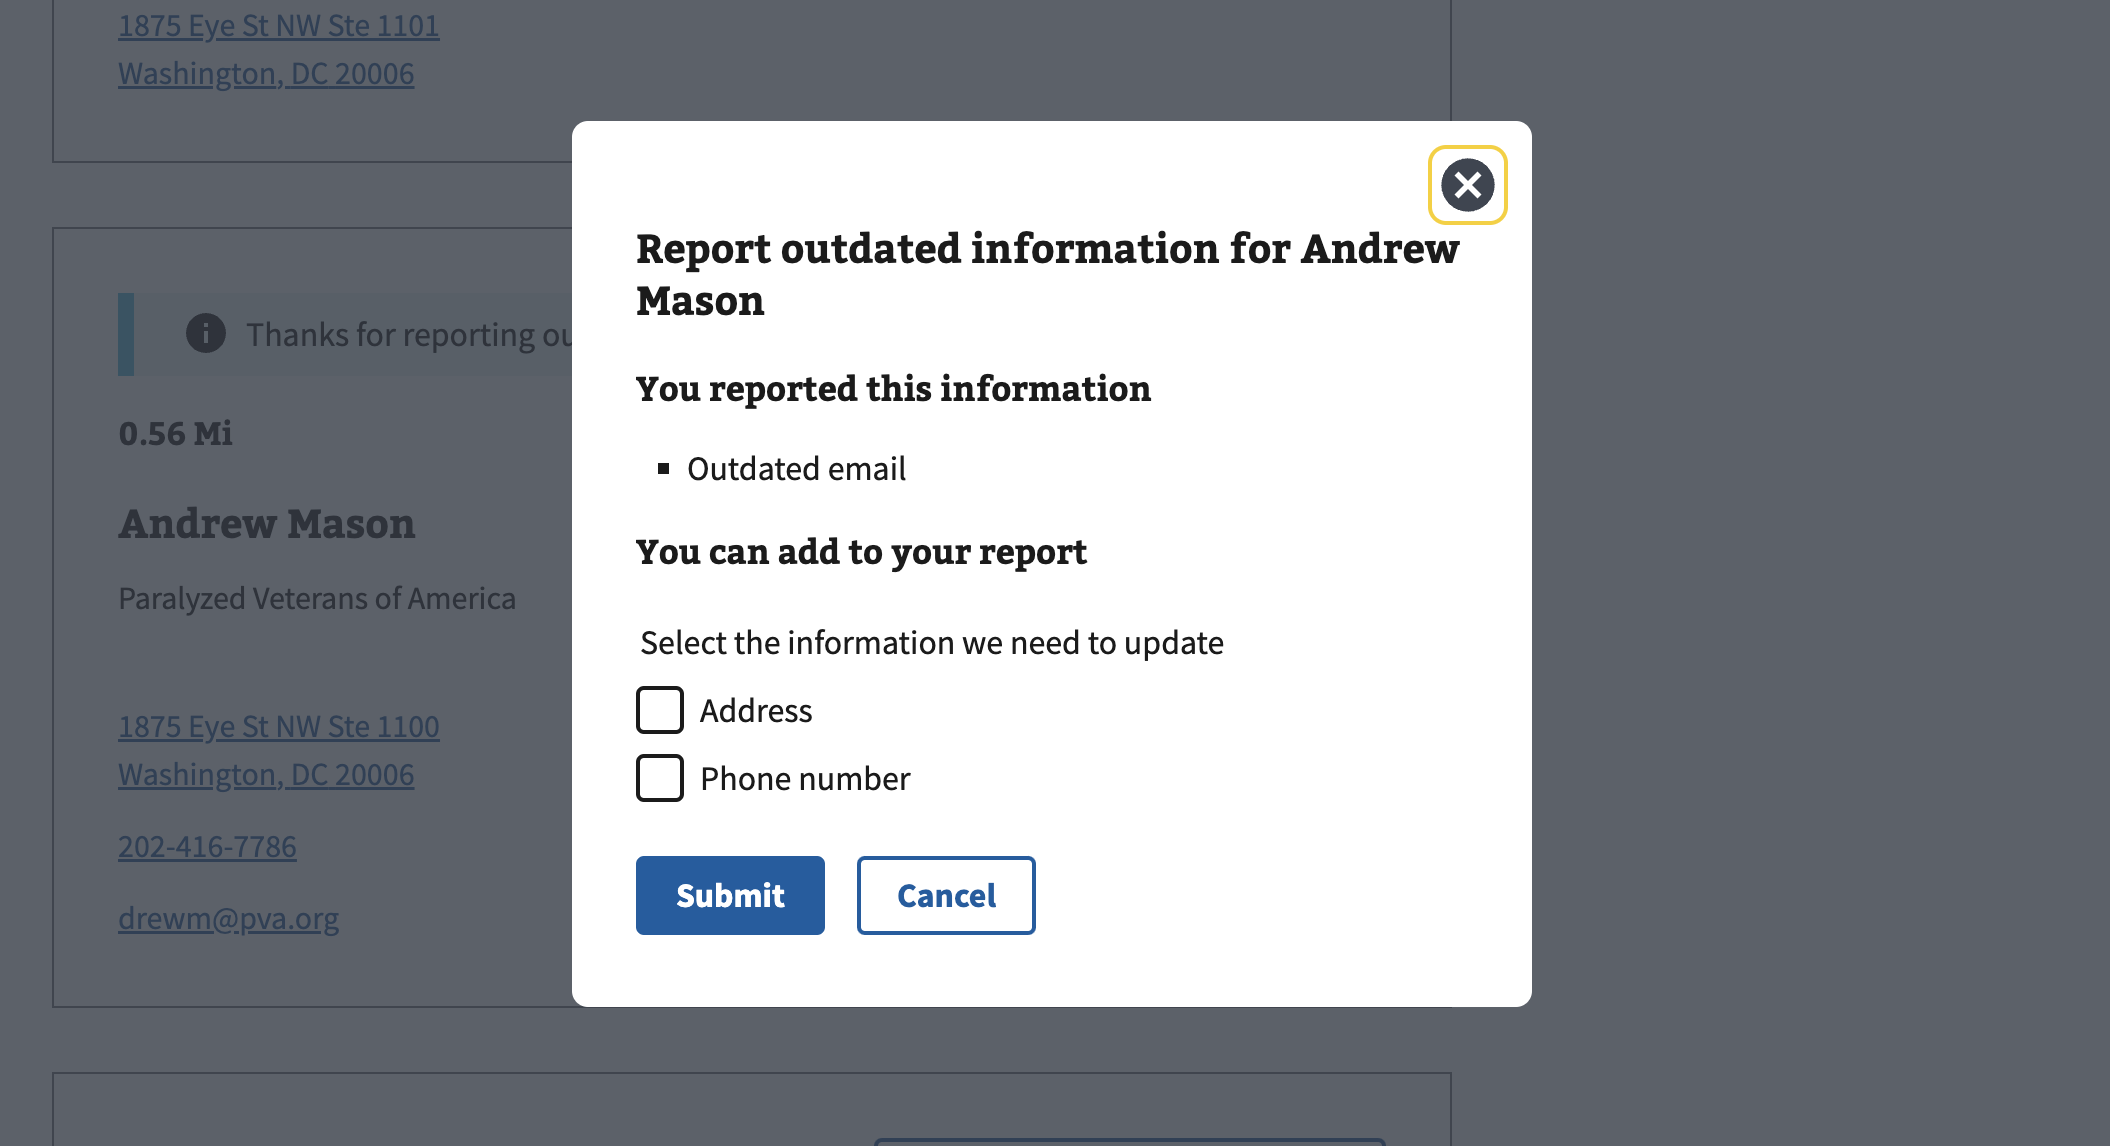 1875 Eye St NW Ste 1101
Washington, DC 20006
Thanks for reporting
0.56 Mi
Andrew Mason
Paralyzed Veterans of America
1875 Eye St NW Ste 1100
Washington, DC 20006
202-416-7786
drewm@pva.org
Report outdated information for Andrew
Mason
You reported this information
Outdated email
You can add to your report
Select the information we need to update
Address
Phone number
Submit
Cancel